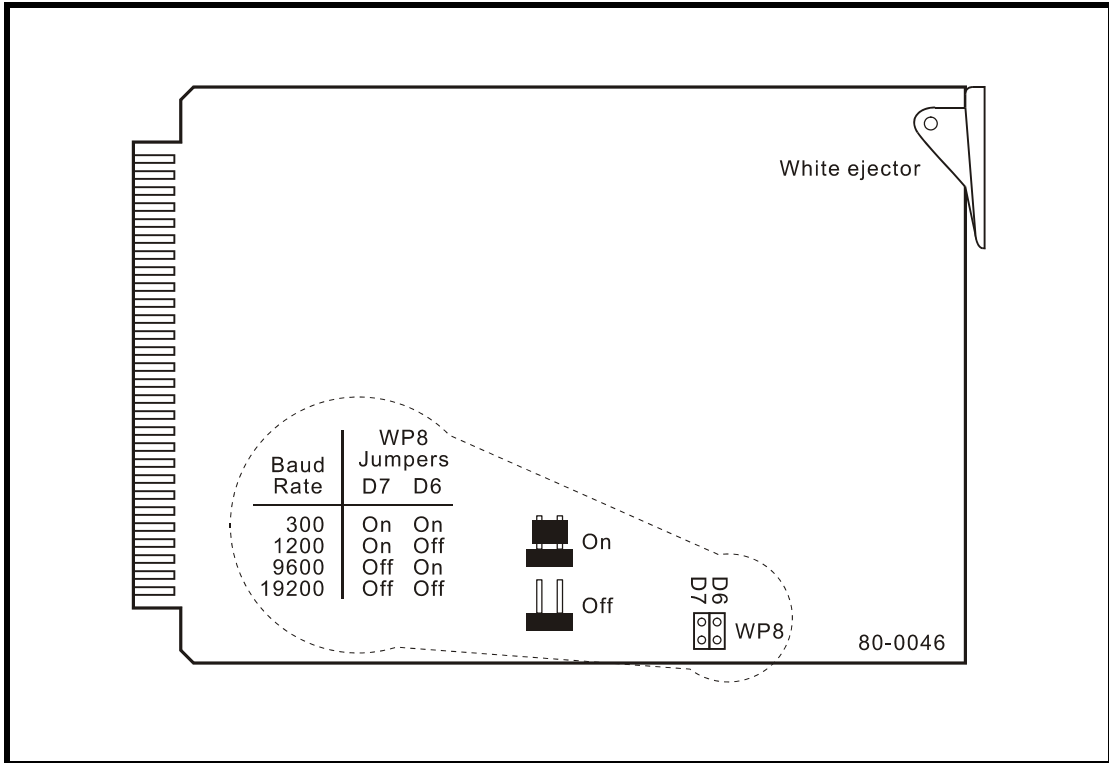 White ejector
WP8
Jumpers
Baud
Rate
D7 D6
300 On On
1200 On Off
9600 Off On
19200 Off Off
On
Off
D7
D6
WP8
80-0046